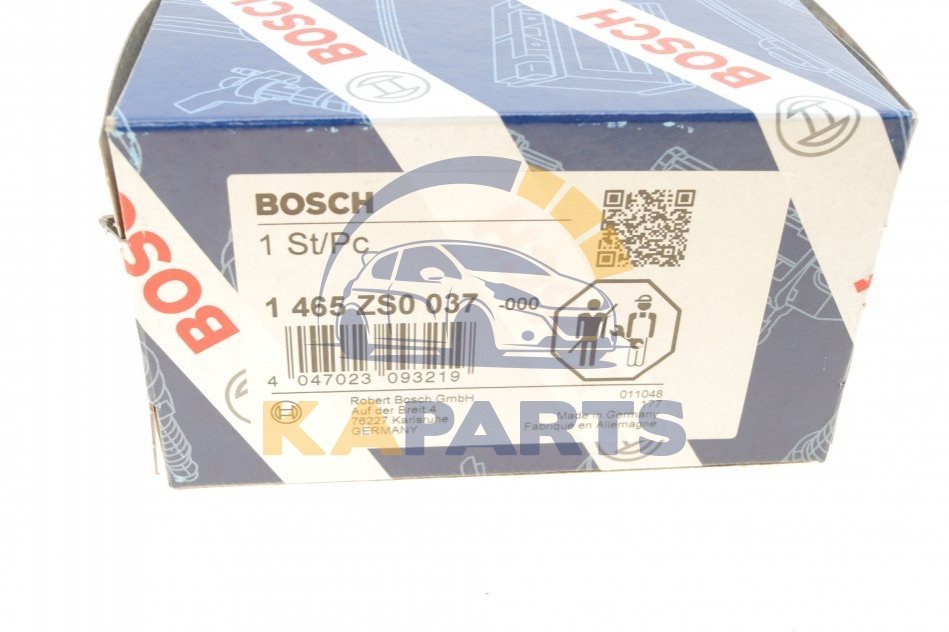 BOSCH
BOSCH
BOSCH
BOSCH
1 St/Pc
1 465 ZS0 037 -000
4 047023 093219
Robert Bosch GmbH
Auf der Breit 4
76227 Karlsruhe
GERMANY
011048
177
Made in Germany
Fabriqué en Allemagne
KAPARTS